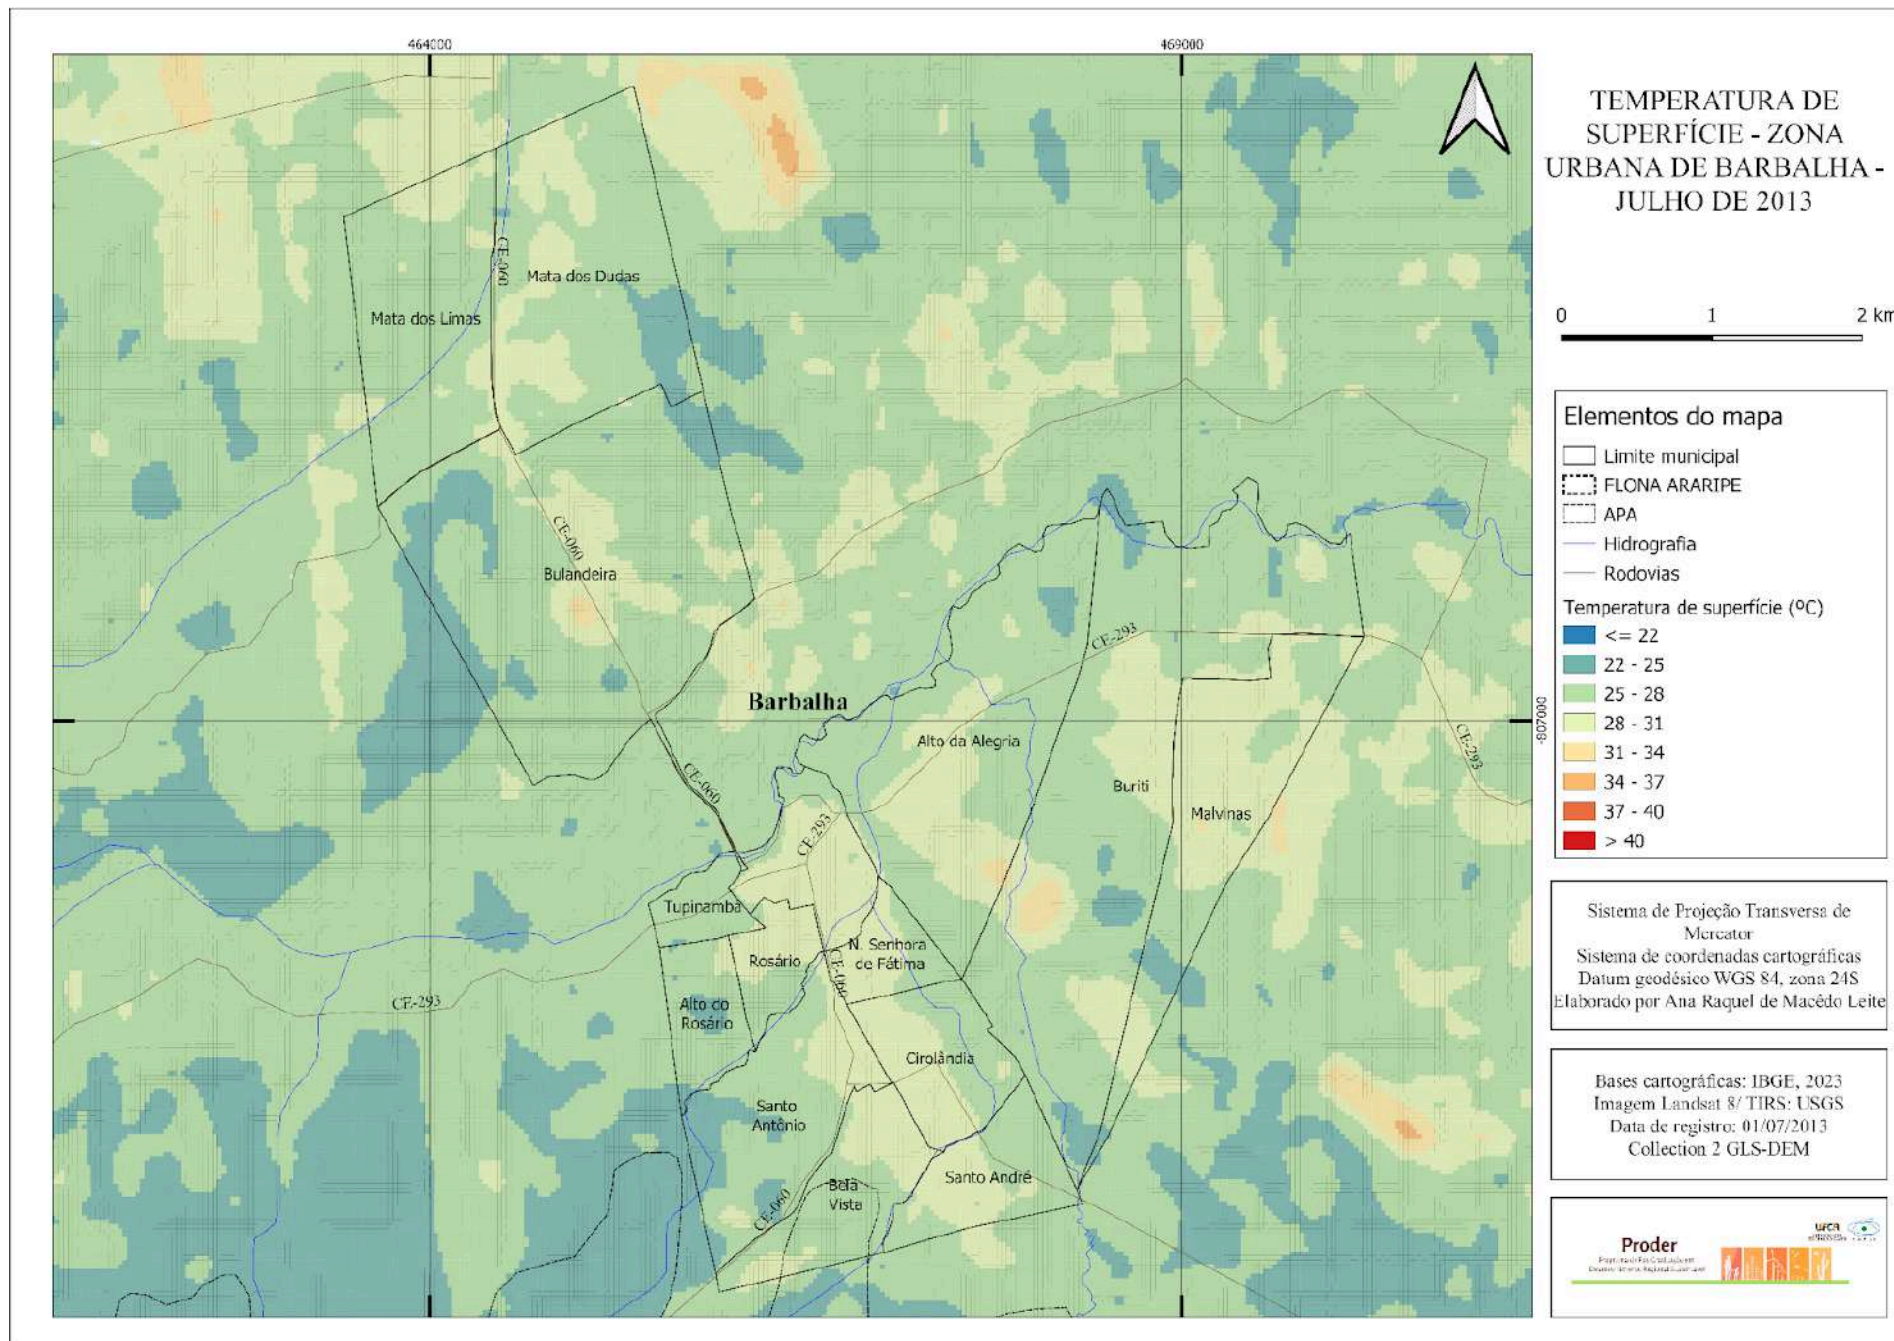 464000
469000
TEMPERATURA DE
SUPERFÍCIE - ZONA
URBANA DE BARBALHA -
JULHO DE 2013
0 1 2 km
CE-060
Mata dos Dudas
Mata dos Limas
CE-060
Bulandeira
CE-293
Barbalha
-807000
Alto da Alegria
CE-293
CE-060
Buriti
Malvinas
CE-293
Tupinamba
N. Senhora
de Fátima
Rosário
CE-060
CE-293
Alto do
Rosário
Cirolândia
Santo
Antônio
Santo André
Bela
Vista
CE-060
Elementos do mapa
Limite municipal
FLONA ARARIPE
APA
Hidrografia
Rodovias
Temperatura de superfície (ºC)
<= 22
22 - 25
25 - 28
28 - 31
31 - 34
34 - 37
37 - 40
> 40
Sistema de Projeção Transversa de
Mercator
Sistema de coordenadas cartográficas
Datum geodésico WGS 84, zona 24S
Elaborado por Ana Raquel de Macêdo Leite
Bases cartográficas: IBGE, 2023
Imagem Landsat 8/ TIRS: USGS
Data de registro: 01/07/2013
Collection 2 GLS-DEM
Proder
UFCA